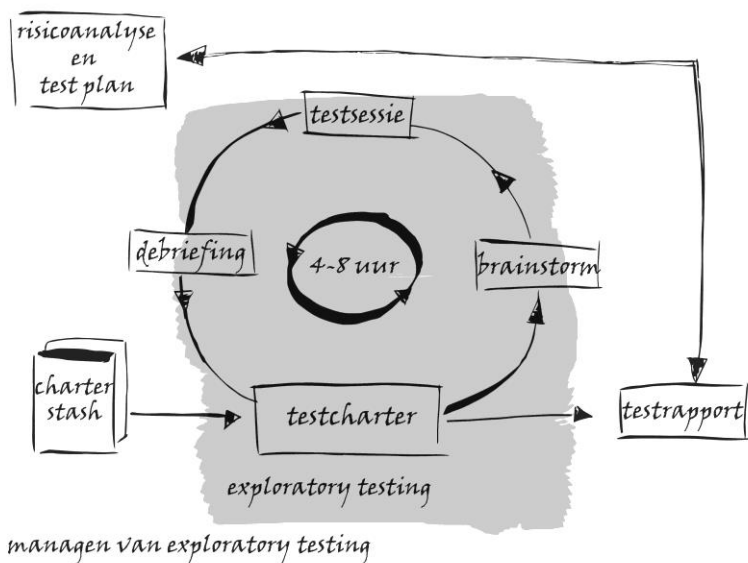 risicoanalyse
en
test plan
testsessie
debriefing
4-8 uur
brainstorm
charter
stash
testcharter
testrapport
exploratory testing
managen van exploratory testing